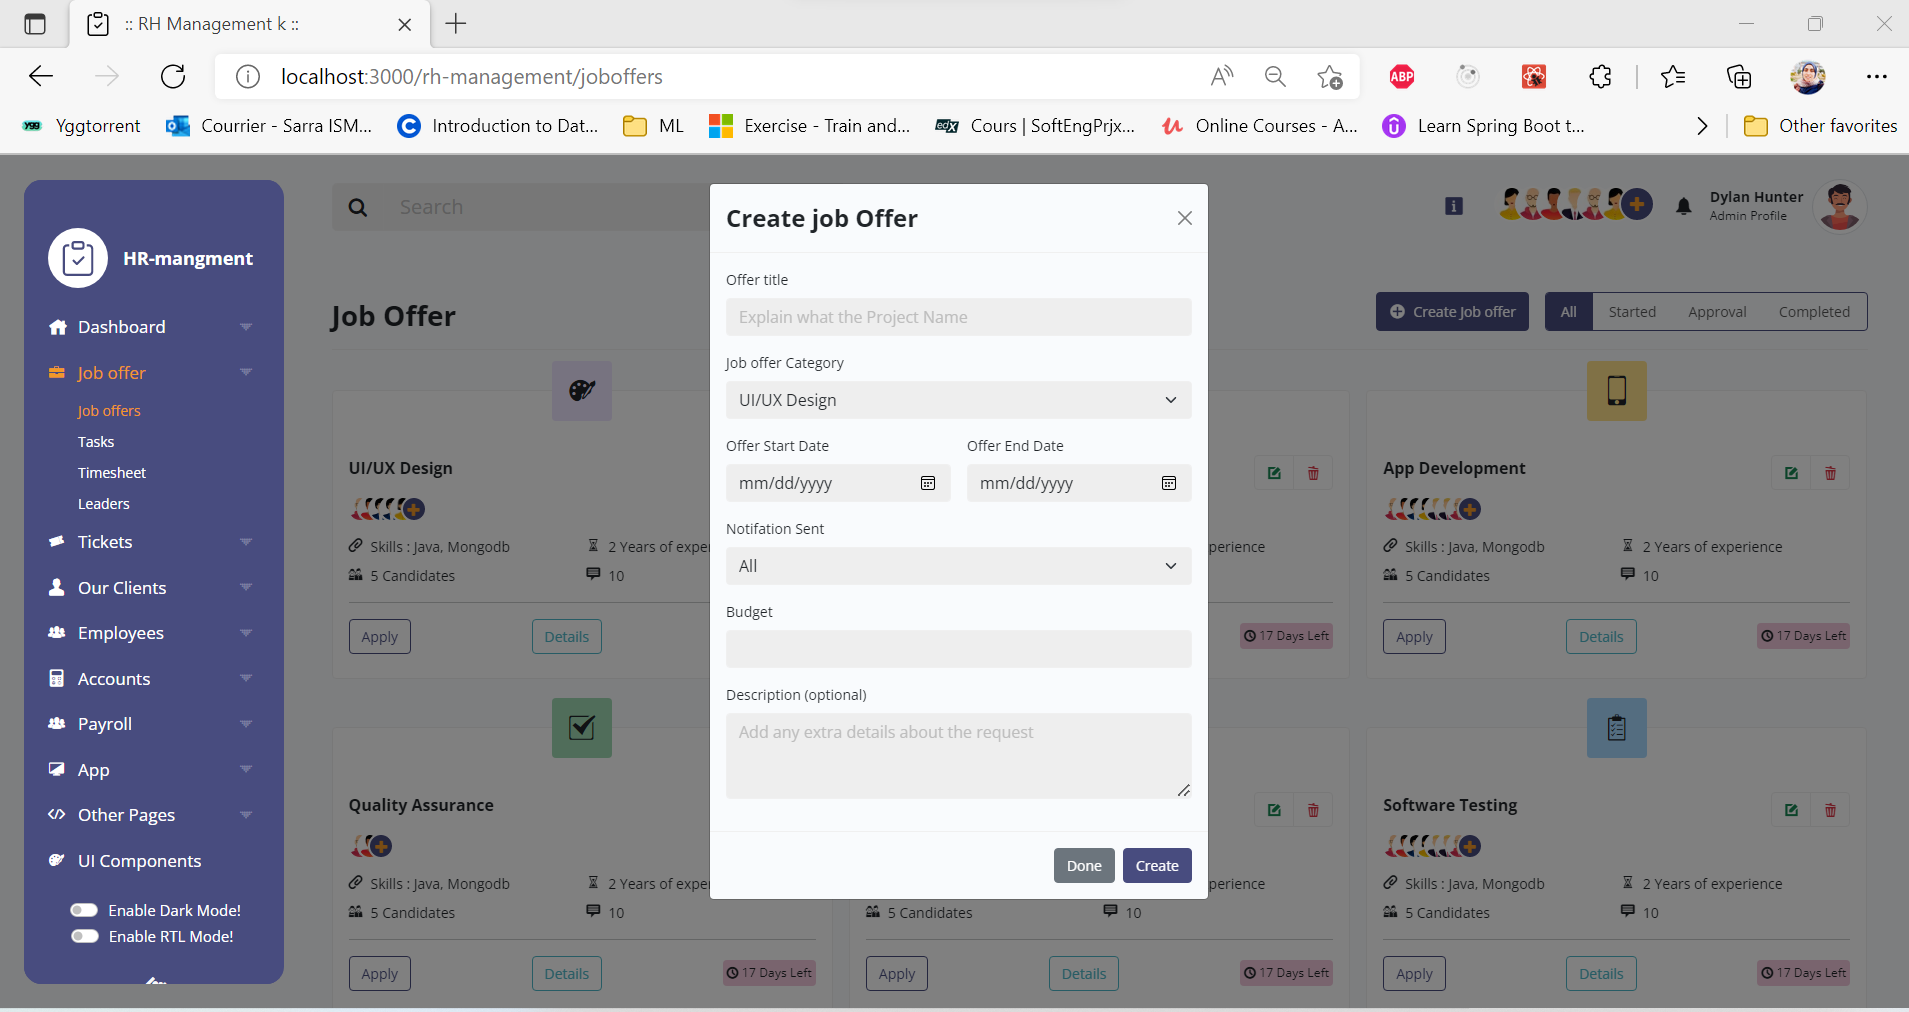 :: RH Management k ::
localhost:3000/rh-management/joboffers
ABP
ygg Yggtorrent
Courrier - Sarra ISM...
Introduction to Dat...
ML
Exercise - Train and...
edX Cours | SoftEngPrjx...
Online Courses - A...
Learn Spring Boot t...
Other favorites
HR-mangment
Dashboard
Job offer
Job offers
Tasks
Timesheet
Leaders
Tickets
Our Clients
Employees
Accounts
Payroll
App
Other Pages
UI Components
Enable Dark Mode!
Enable RTL Mode!
Search
Dylan Hunter
Admin Profile
Job Offer
Create Job offer
All Started Approval Completed
UI/UX Design
Skills : Java, Mongodb
2 Years of expe
5 Candidates
10
Apply Details
perience
17 Days Left
App Development
Skills : Java, Mongodb
2 Years of experience
5 Candidates
10
Apply Details 17 Days Left
Quality Assurance
Skills : Java, Mongodb
2 Years of expe
5 Candidates
10
Apply Details 17 Days Left
perience
5 Candidates
10
Apply Details 17 Days Left
Software Testing
Skills : Java, Mongodb
2 Years of experience
5 Candidates
10
Apply Details 17 Days Left
Create job Offer
Offer title
Explain what the Project Name
Job offer Category
UI/UX Design
Offer Start Date Offer End Date
mm/dd/yyyy mm/dd/yyyy
Notifation Sent
All
Budget
Description (optional)
Add any extra details about the request
Done Create